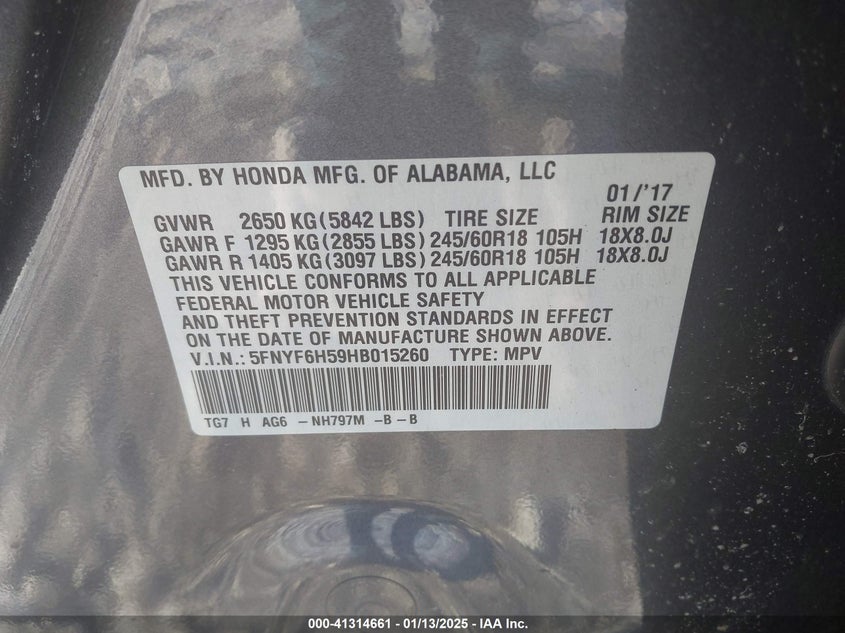 MFD. BY HONDA MFG. OF ALABAMA, LLC
01/'17
GVWR 2650 KG(5842 LBS) TIRE SIZE RIM SIZE
GAWR F 1295 KG(2855 LBS) 245/60R18 105H 18X8.0J
GAWR R 1405 KG(3097 LBS) 245/60R18 105H 18X8.0J
THIS VEHICLE CONFORMS TO ALL APPLICABLE
FEDERAL MOTOR VEHICLE SAFETY
AND THEFT PREVENTION STANDARDS IN EFFECT
ON THE DATE OF MANUFACTURE SHOWN ABOVE.
V.I.N.: 5FNYF6H59HB015260 TYPE: MPV
TG7 H AG6 -NH797M -B-B
000-41314661 - 01/13/2025 - IAA Inc.